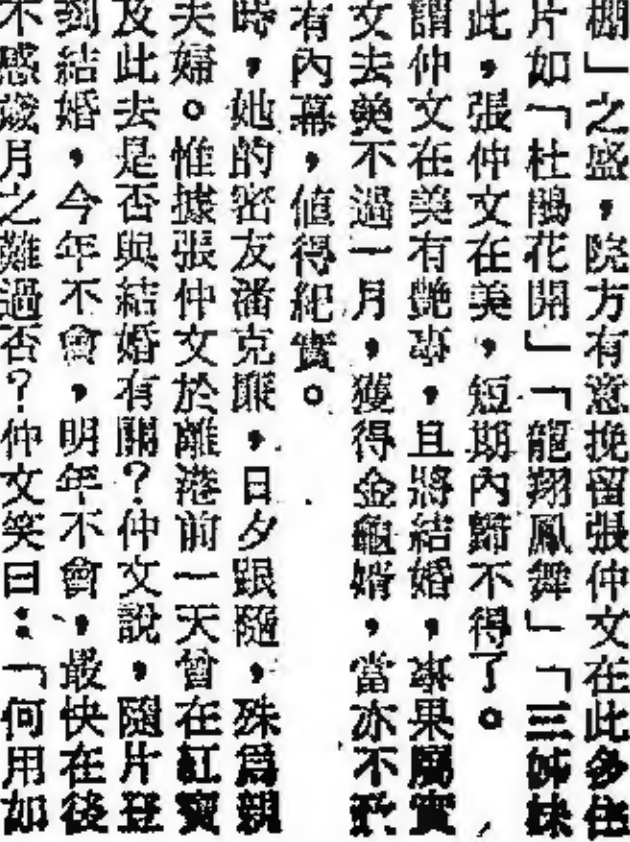 棚」之盛，院方有意挽留張仲文在此多住
片如「杜鵑花開」「龍翔鳳舞」「三姊妹
此，張仲文在美，短期內歸不得了。
謂仲文在美有艷事，且將結婚，事果屬實
文去美不過一月，獲得金龜婿，當亦不
有內幕，值得紀實。
時，她的密友潘克廉，日夕跟隨，殊爲親
夫婦。惟據張仲文於離港前一天曾在紅寶
及此去是否與結婚有關？仲文說，隨片登
到結婚，今年不會，明年不會，最快在後
不感歲月之難過否？仲文笑曰：「何用如